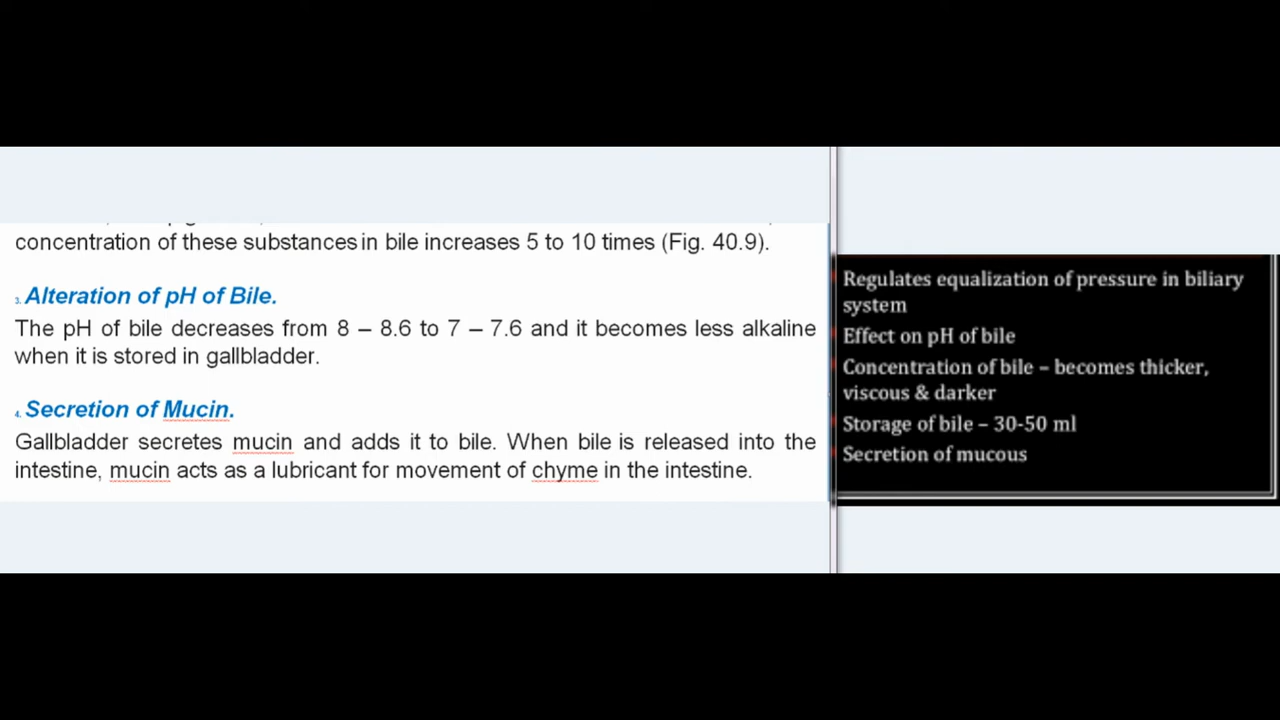 concentration of these substances in bile increases 5 to 10 times (Fig. 40.9).
3. Alteration of pH of Bile.
The pH of bile decreases from 8 – 8.6 to 7 – 7.6 and it becomes less alkaline
when it is stored in gallbladder.
4. Secretion of Mucin.
Gallbladder secretes mucin and adds it to bile. When bile is released into the
intestine, mucin acts as a lubricant for movement of chyme in the intestine.
Regulates equalization of pressure in biliary
system
Effect on pH of bile
Concentration of bile – becomes thicker,
viscous & darker
Storage of bile – 30-50 ml
Secretion of mucous